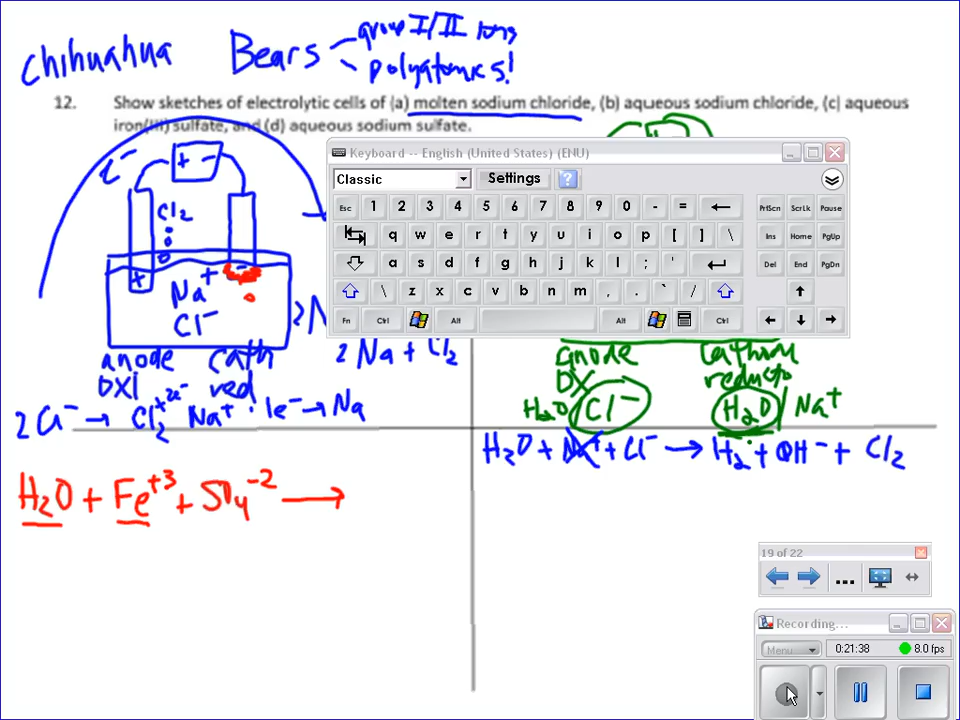 Chihuahua Bears group I/II ions
polyatomics!
12. Show sketches of electrolytic cells of (a) molten sodium chloride, (b) aqueous sodium chloride, (c) aqueous
iron(III) sulfate, and (d) aqueous sodium sulfate.
e⁻
+ -
Cl2
+ -
Na⁺
Cl⁻
2N
anode cath
OXI red
2 Na + Cl2
2Cl⁻ → Cl2 +2e⁻ Na⁺ 1e⁻ → Na
anode
OX
H2O Cl⁻
reducto
H2O / Na⁺
H2O + Na⁺ + Cl⁻ → H2 + OH⁻ + Cl2
H2O + Fe⁺³ + SO4⁻² →
Keyboard -- English (United States) (ENU)
Classic Settings ?
Esc 1 2 3 4 5 6 7 8 9 0 - = PrtScn ScrLk Pause
q w e r t y u i o p [ ] \ Ins Home PgUp
a s d f g h j k l ; ' Del End PgDn
\ z x c v b n m , . ` /
Fn Ctrl Alt Alt Ctrl
19 of 22
...
Recording...
Menu 0:21:38 8.0 fps